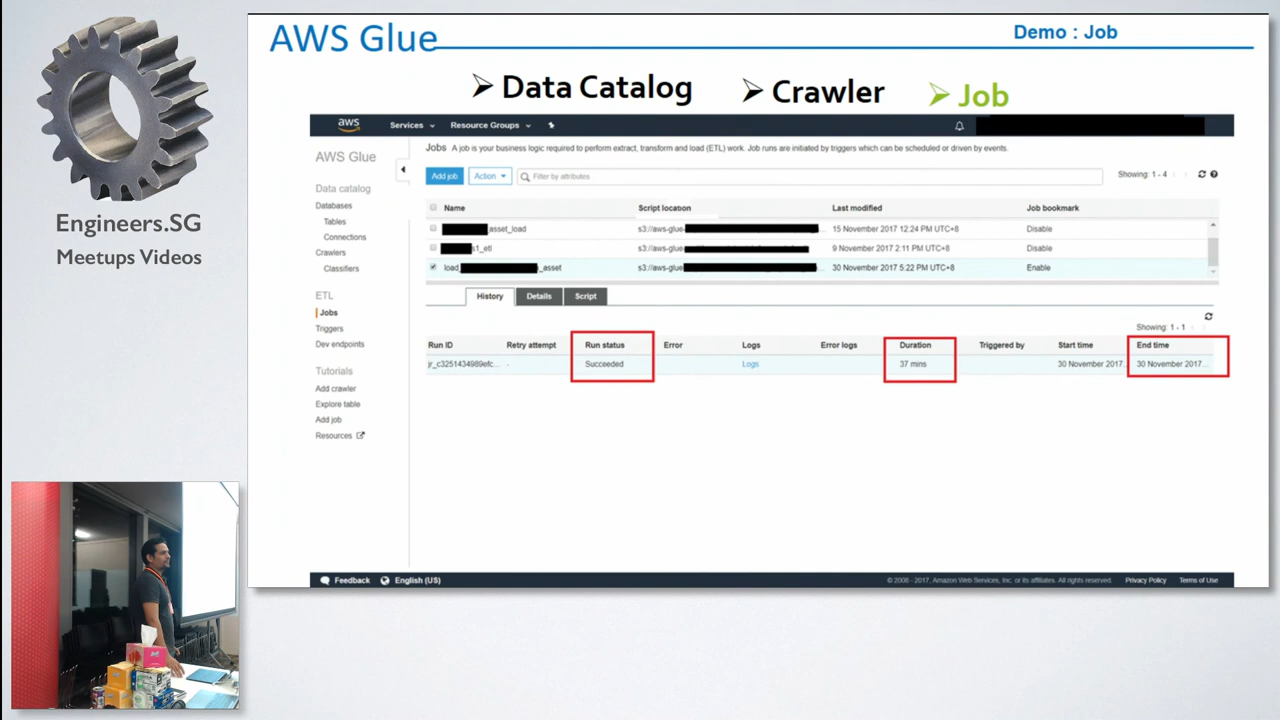 Engineers.SG
Meetups Videos
AWS Glue
Demo : Job
Data Catalog
Crawler
Job
aws
Services
Resource Groups
AWS Glue
Data catalog
Databases
Tables
Connections
Crawlers
Classifiers
ETL
Jobs
Triggers
Dev endpoints
Tutorials
Add crawler
Explore table
Add job
Resources
Jobs A job is your business logic required to perform extract, transform and load (ETL) work. Job runs are initiated by triggers which can be scheduled or driven by events.
Add job
Action
Filter by attributes
Showing: 1 - 4
Name Script location Last modified Job bookmark
_asset_load s3://aws-glue- ... 15 November 2017 12:24 PM UTC+8 Disable
s1_etl s3://aws-glue- 9 November 2017 2:11 PM UTC+8 Disable
load_ _asset s3://aws-glue- ... 30 November 2017 5:22 PM UTC+8 Enable
History Details Script
Showing: 1 - 1
Run ID Retry attempt Run status Error Logs Error logs Duration Triggered by Start time End time
jr_c3251434989efc... - Succeeded Logs 37 mins 30 November 2017... 30 November 2017...
Feedback
English (US)
© 2008 - 2017, Amazon Web Services, Inc. or its affiliates. All rights reserved.
Privacy Policy
Terms of Use